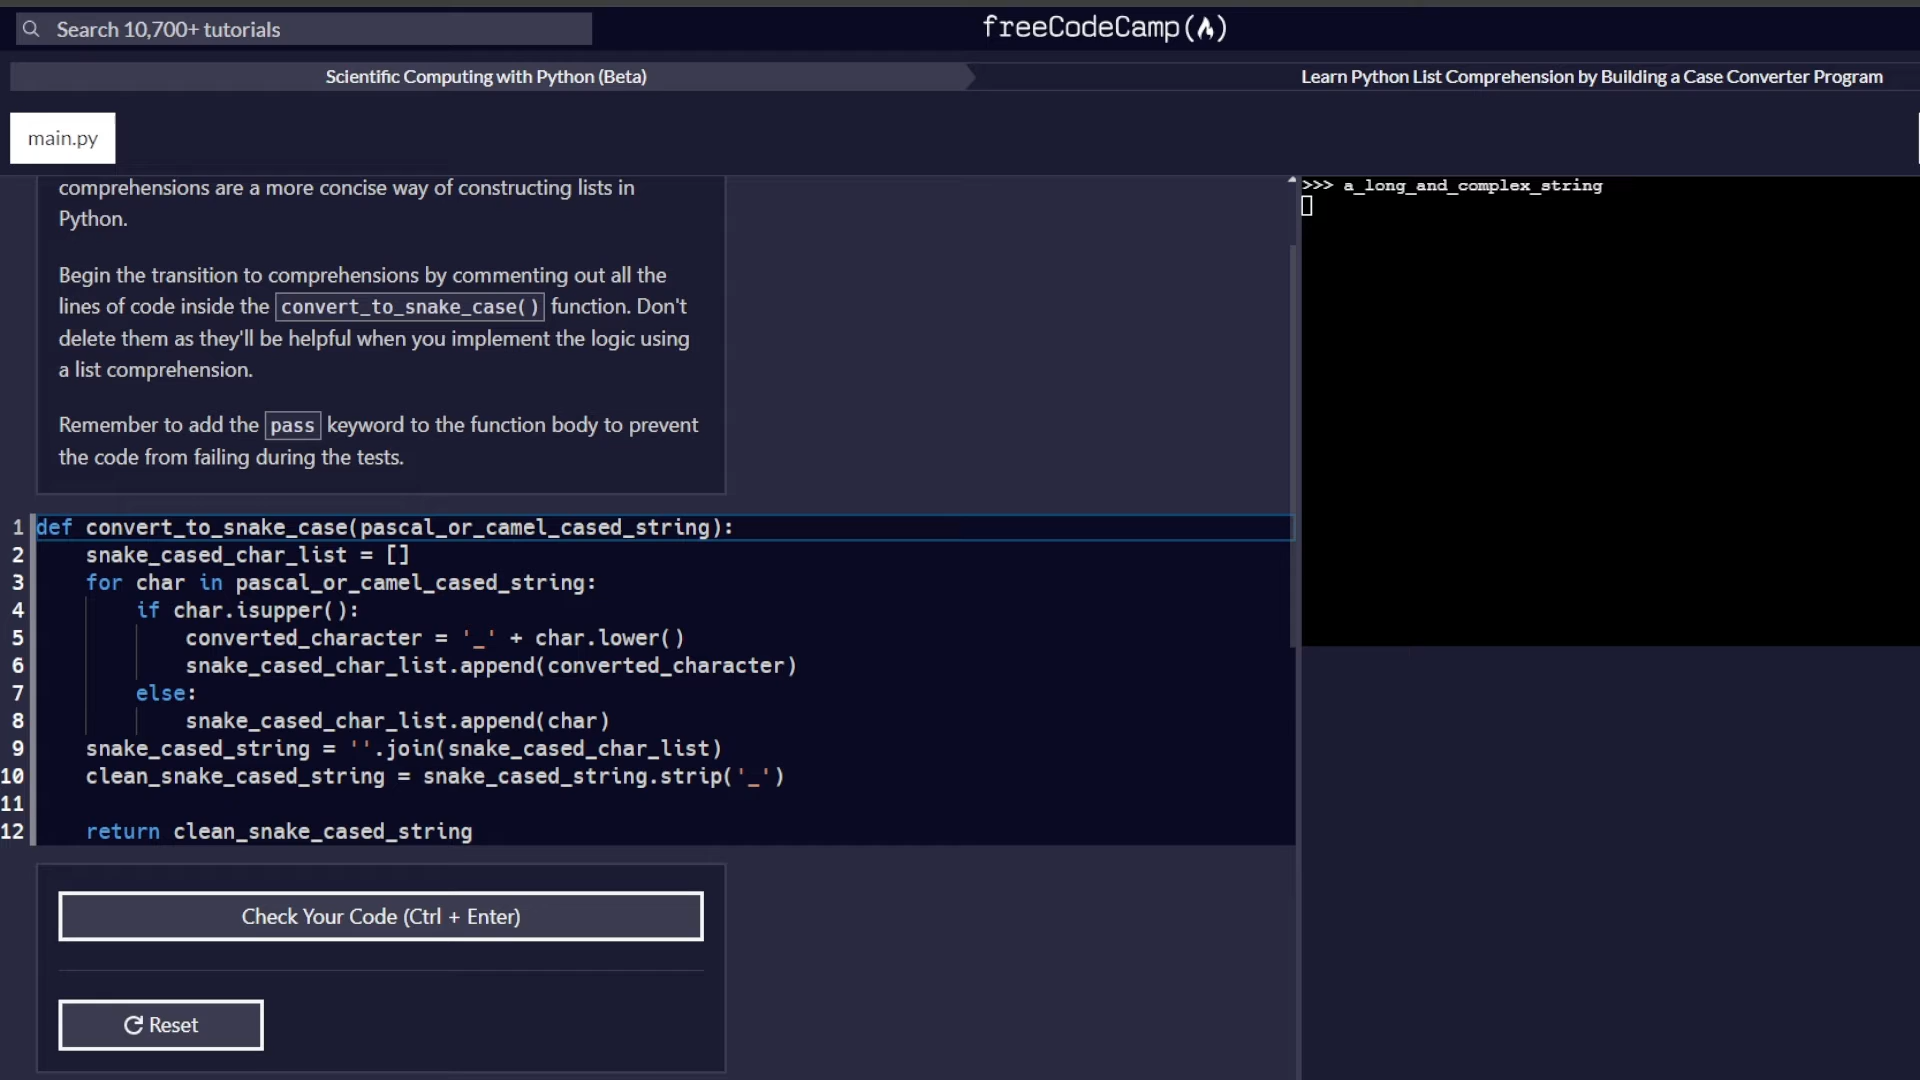 Search 10,700+ tutorials
freeCodeCamp
Scientific Computing with Python (Beta)
Learn Python List Comprehension by Building a Case Converter Program
main.py
comprehensions are a more concise way of constructing lists in
Python.
Begin the transition to comprehensions by commenting out all the
lines of code inside the convert_to_snake_case() function. Don't
delete them as they'll be helpful when you implement the logic using
a list comprehension.
Remember to add the pass keyword to the function body to prevent
the code from failing during the tests.
1 def convert_to_snake_case(pascal_or_camel_cased_string):
2     snake_cased_char_list = []
3     for char in pascal_or_camel_cased_string:
4         if char.isupper():
5             converted_character = '_' + char.lower()
6             snake_cased_char_list.append(converted_character)
7         else:
8             snake_cased_char_list.append(char)
9     snake_cased_string = ''.join(snake_cased_char_list)
10     clean_snake_cased_string = snake_cased_string.strip('_')
11
12     return clean_snake_cased_string
Check Your Code (Ctrl + Enter)
Reset
>>> a_long_and_complex_string